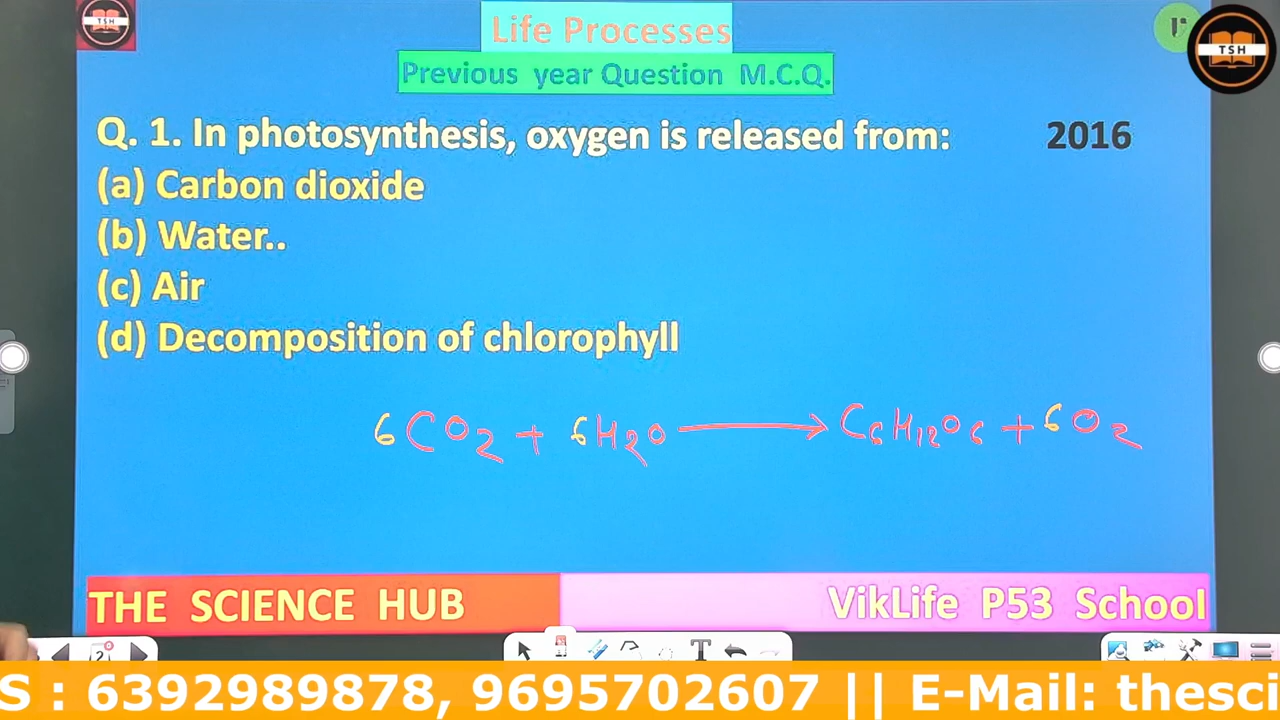 TSH
Life Processes
TSH
Previous year Question M.C.Q.
Q. 1. In photosynthesis, oxygen is released from: 2016
(a) Carbon dioxide
(b) Water..
(c) Air
(d) Decomposition of chlorophyll
6CO2 + 6H2O → C6H12O6 + 6O2
THE SCIENCE HUB
VikLife P53 School
2
T
S : 6392989878, 9695702607 || E-Mail: thesci